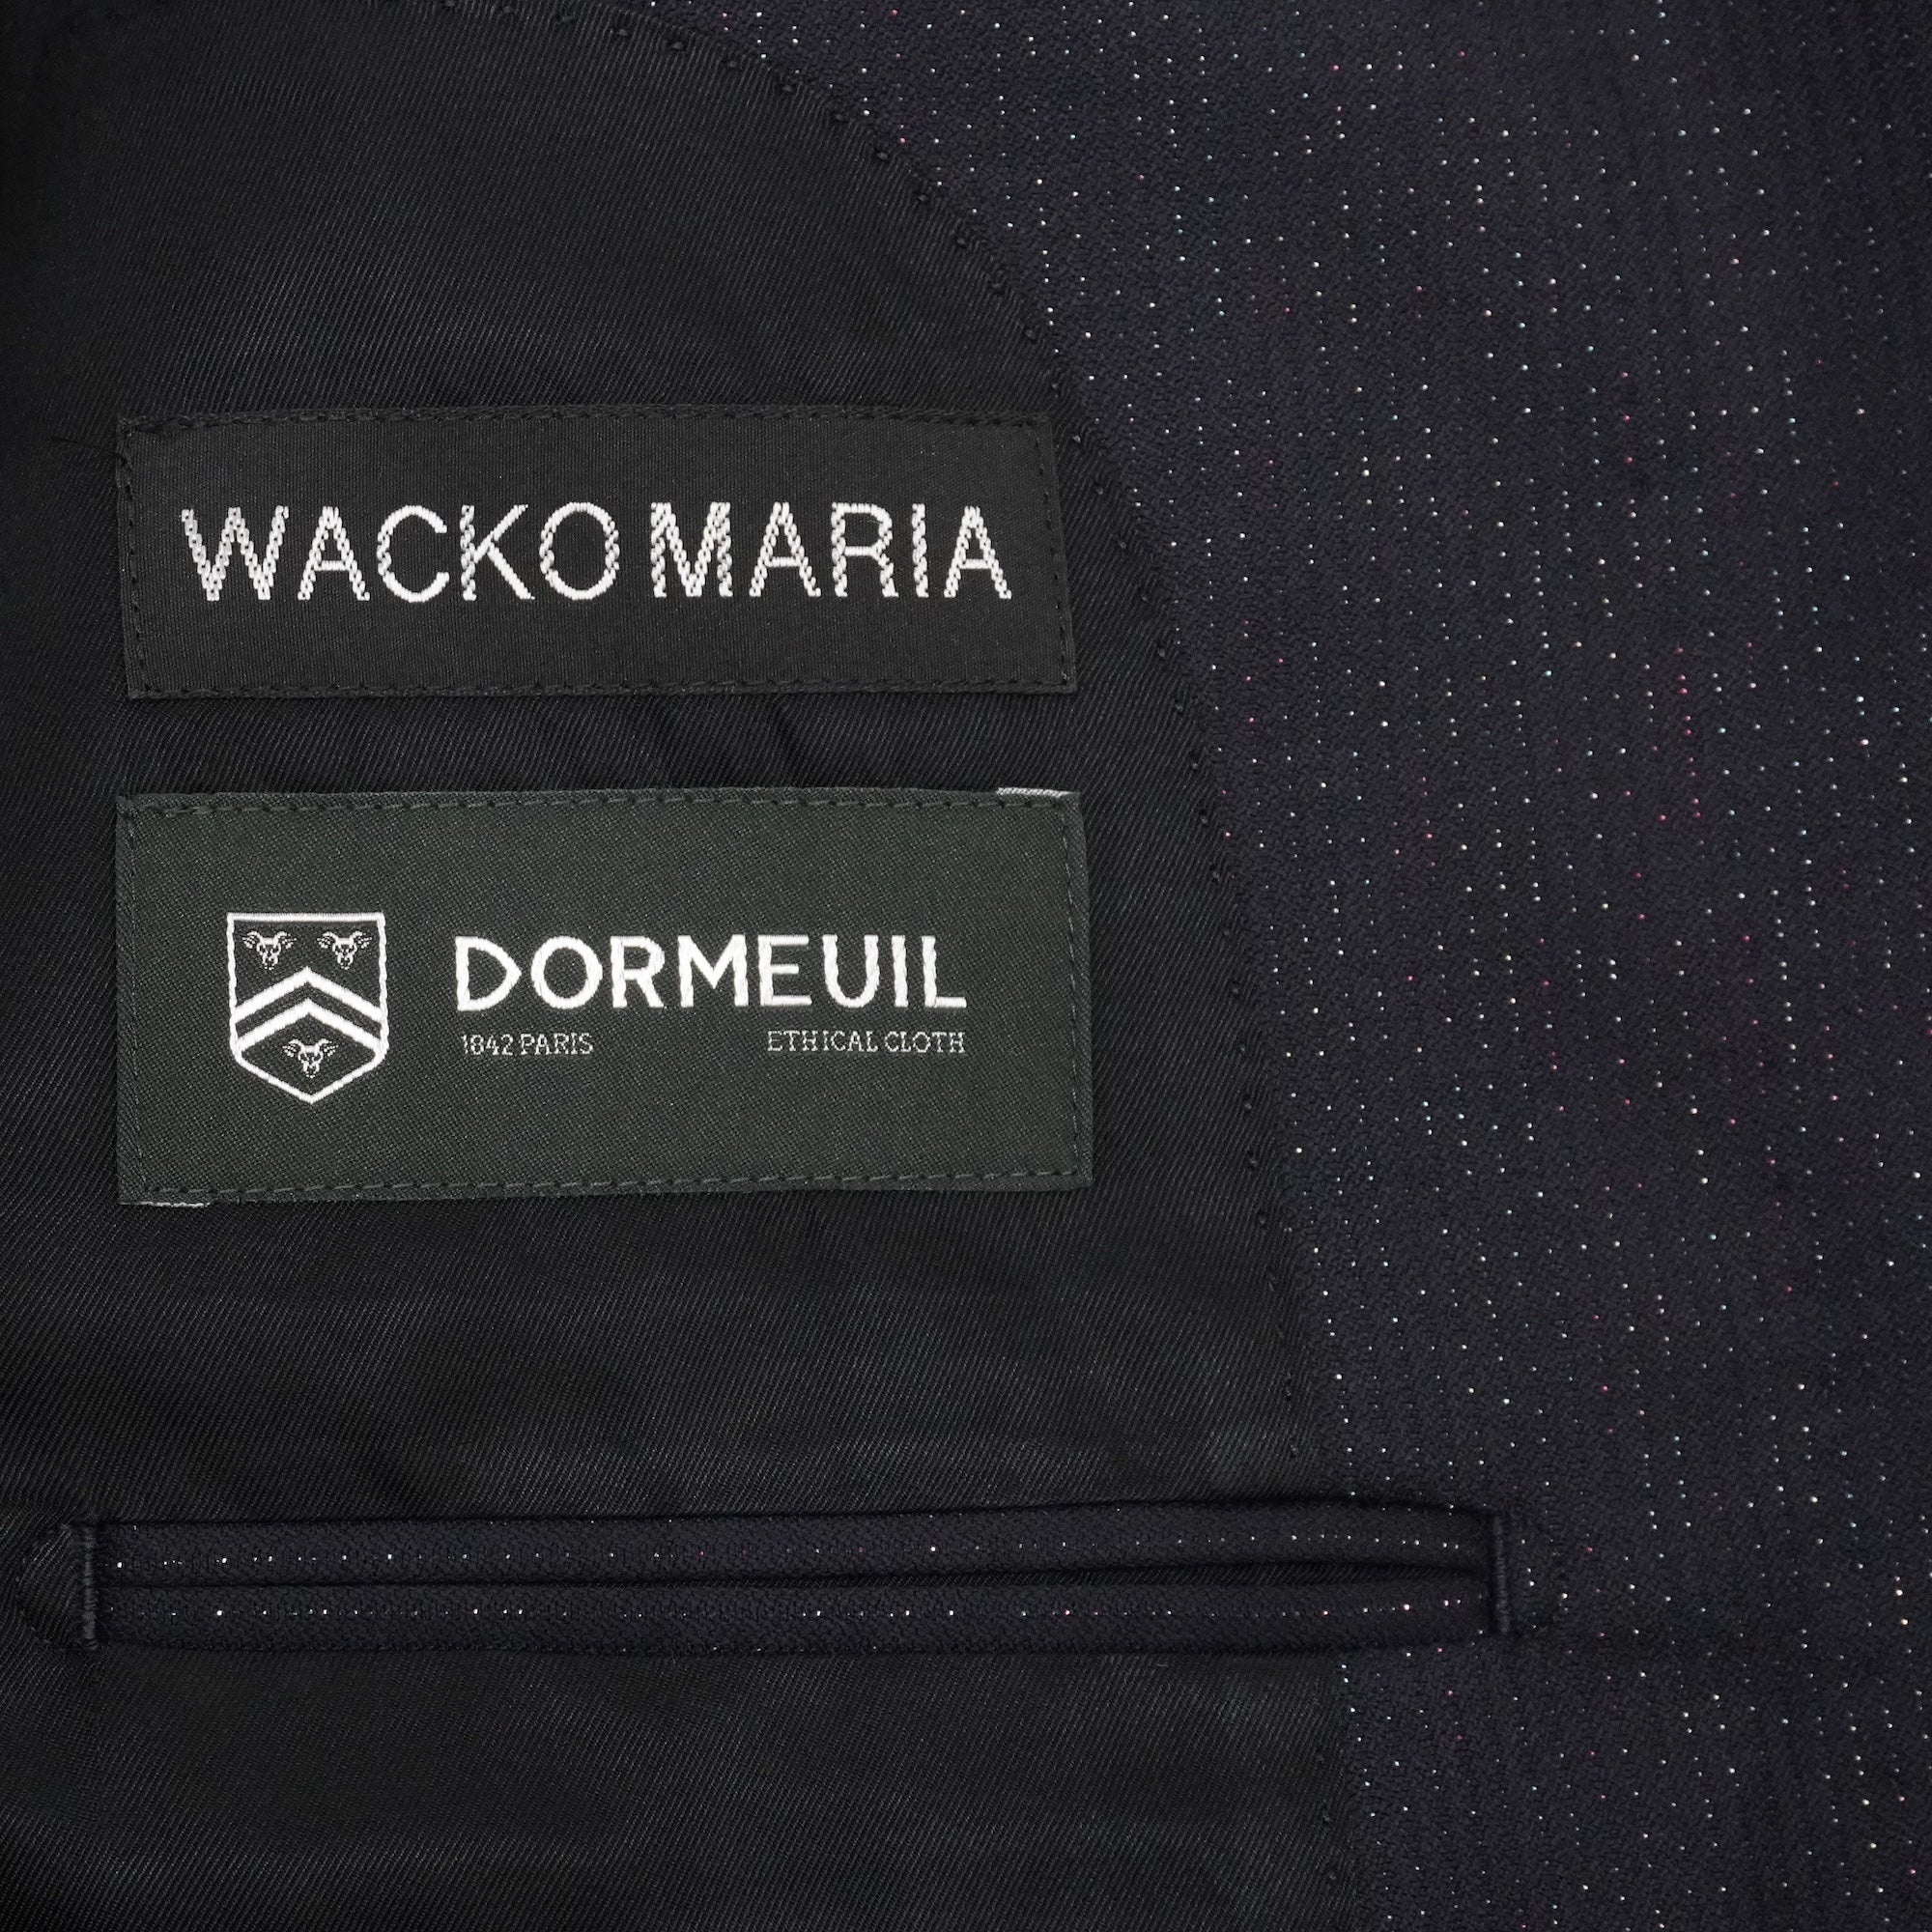 WACKO MARIA
DORMEUIL
1842 PARIS ETHICAL CLOTH